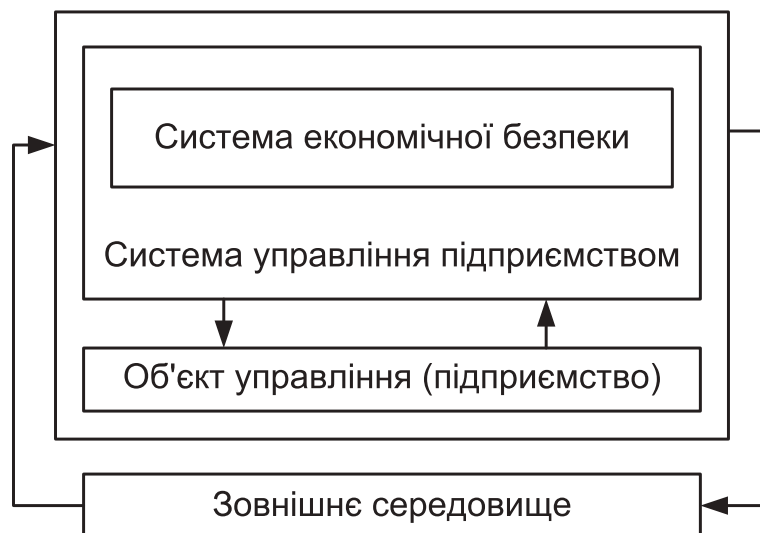 Система економічної безпеки
Система управління підприємством
Об'єкт управління (підприємство)
Зовнішнє середовище